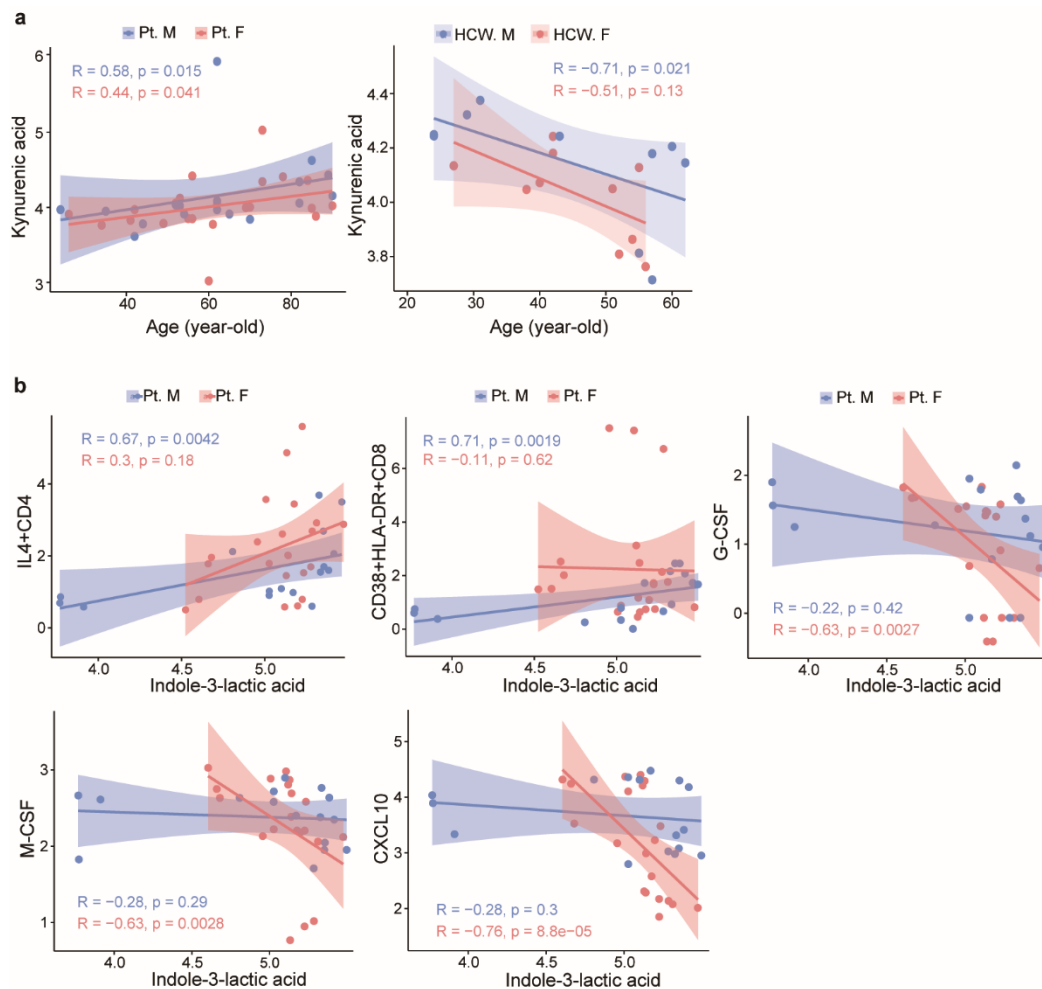 a
Pt. M Pt. F
R = 0.58, p = 0.015
R = 0.44, p = 0.041
Kynurenic acid
6
5
4
3
40 60 80
Age (year-old)
HCW. M HCW. F
R = −0.71, p = 0.021
R = −0.51, p = 0.13
Kynurenic acid
4.4
4.2
4.0
3.8
20 30 40 50 60
Age (year-old)
b
Pt. M Pt. F
R = 0.67, p = 0.0042
R = 0.3, p = 0.18
IL4+CD4
4
2
0
4.0 4.5 5.0
Indole-3-lactic acid
Pt. M Pt. F
R = 0.71, p = 0.0019
R = −0.11, p = 0.62
CD38+HLA-DR+CD8
8
6
4
2
0
4.0 4.5 5.0
Indole-3-lactic acid
Pt. M Pt. F
G-CSF
2
1
0
R = −0.22, p = 0.42
R = −0.63, p = 0.0027
4.0 4.5 5.0
Indole-3-lactic acid
M-CSF
3
2
1
R = −0.28, p = 0.29
R = −0.63, p = 0.0028
4.0 4.5 5.0
Indole-3-lactic acid
CXCL10
5
4
3
2
R = −0.28, p = 0.3
R = −0.76, p = 8.8e−05
4.0 4.5 5.0
Indole-3-lactic acid